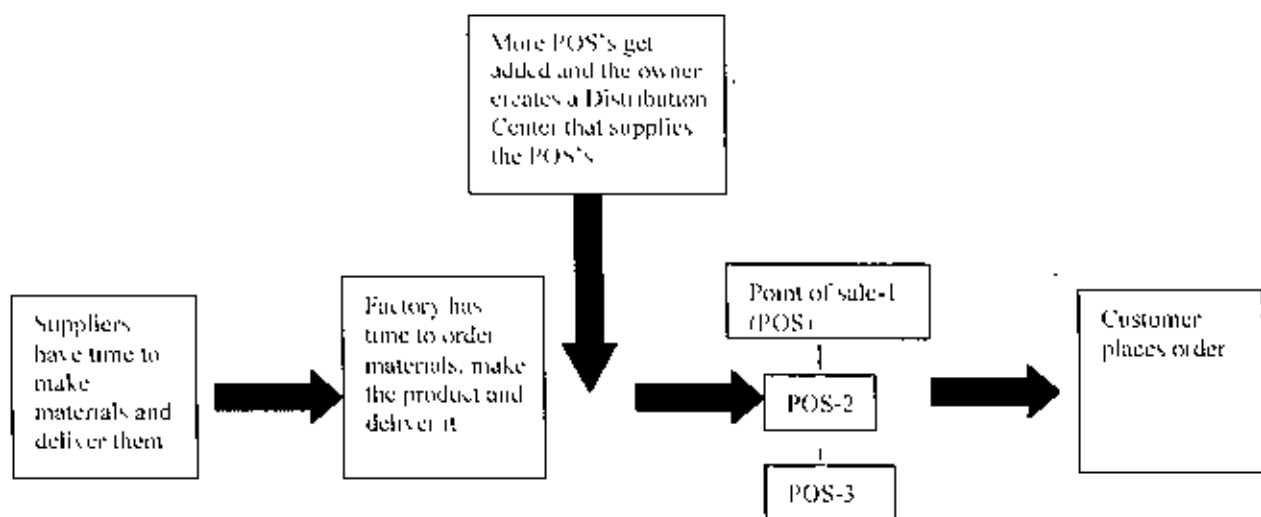 More POS's get
added and the owner
creates a Distribution
Center that supplies
the POS's
Suppliers
have time to
make
materials and
deliver them
Factory has
time to order
materials, make
the product and
deliver it
Point of sale-1
(POS)
POS-2
POS-3
Customer
places order